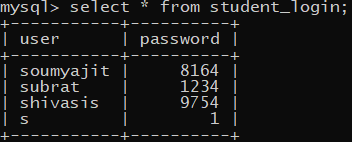 mysql> select * from student_login;
+-----------+----------+
| user      | password |
+-----------+----------+
| soumyajit |     8164 |
| subrat    |     1234 |
| shivasis  |     9754 |
| s         |        1 |
+-----------+----------+